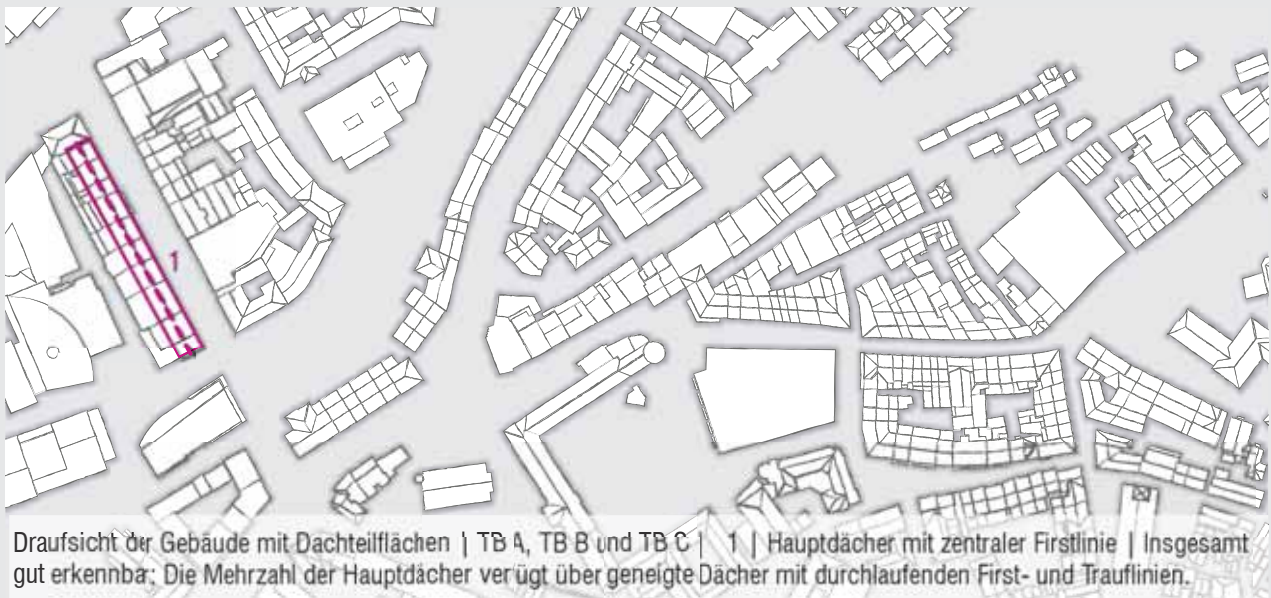 1
Draufsicht der Gebäude mit Dachteilflächen | TB A, TB B und TB C | 1 | Hauptdächer mit zentraler Firstlinie | Insgesamt
gut erkennbar: Die Mehrzahl der Hauptdächer verfügt über geneigte Dächer mit durchlaufenden First- und Trauflinien.